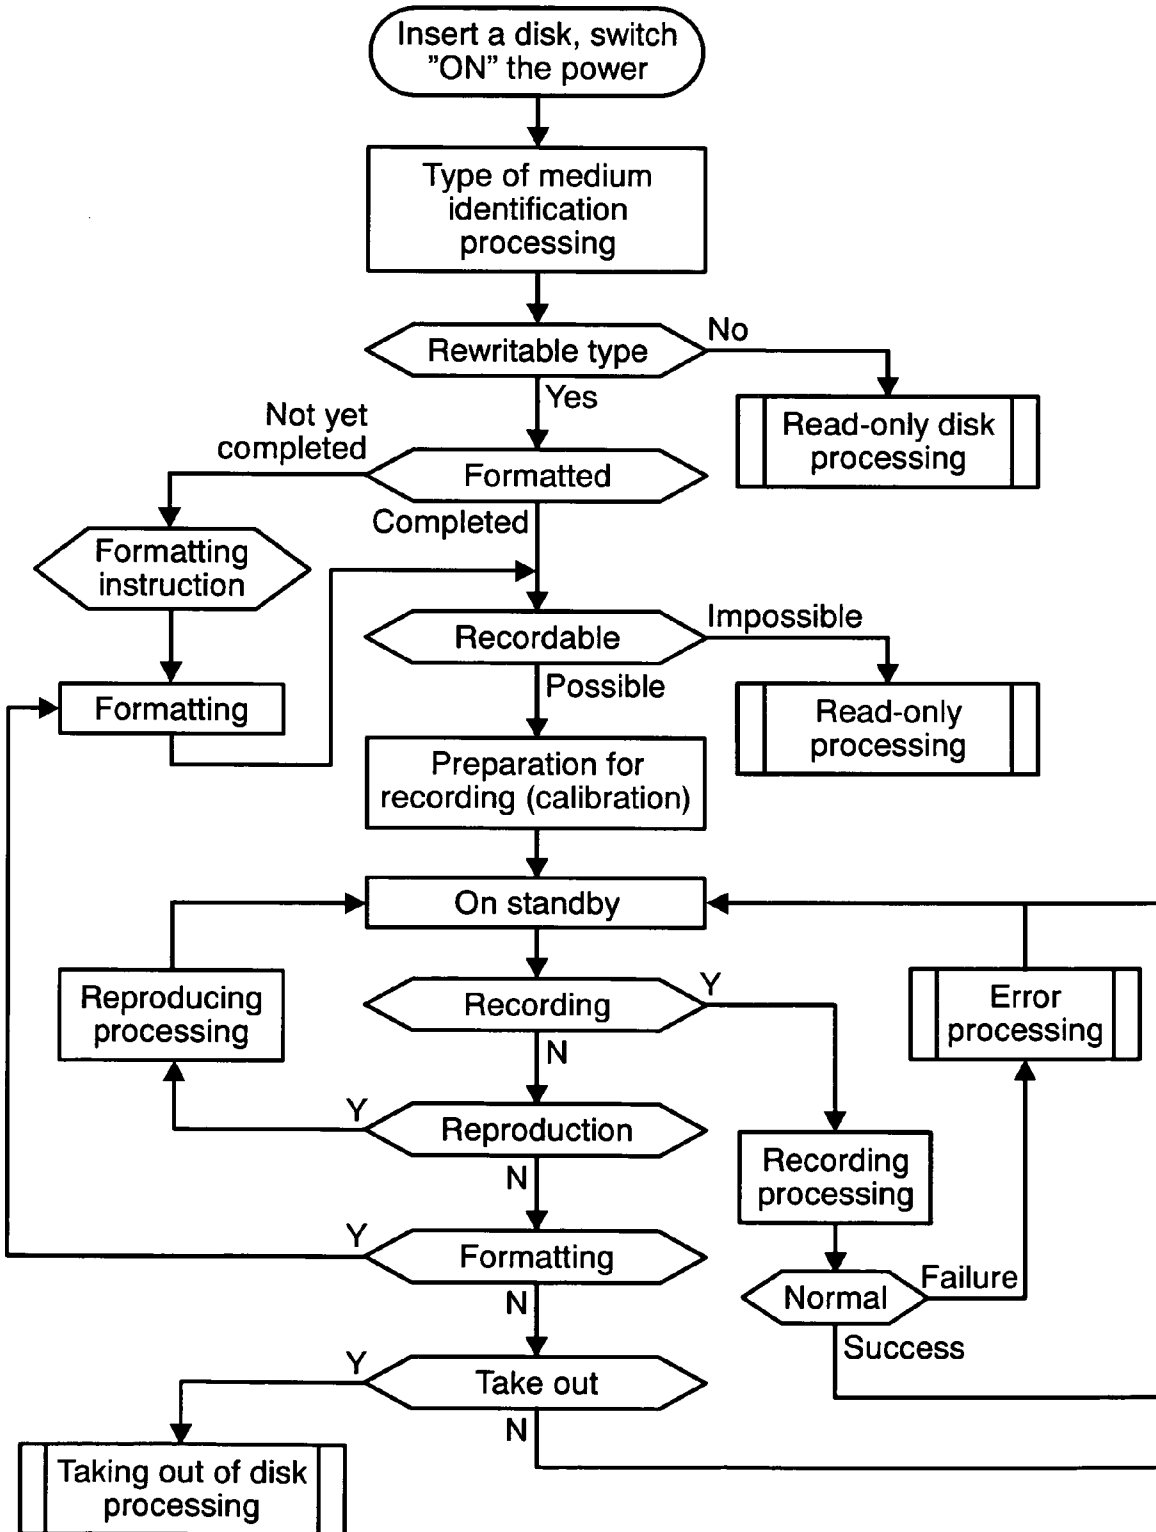 Insert a disk, switch
"ON" the power
Type of medium
identification
processing
Rewritable type
No
Yes
Read-only disk
processing
Not yet
completed
Formatted
Completed
Formatting
instruction
Recordable
Impossible
Possible
Formatting
Read-only
processing
Preparation for
recording (calibration)
On standby
Reproducing
processing
Recording
Y
N
Error
processing
Y
Reproduction
N
Recording
processing
Y
Formatting
N
Normal
Failure
Success
Y
Take out
N
Taking out of disk
processing